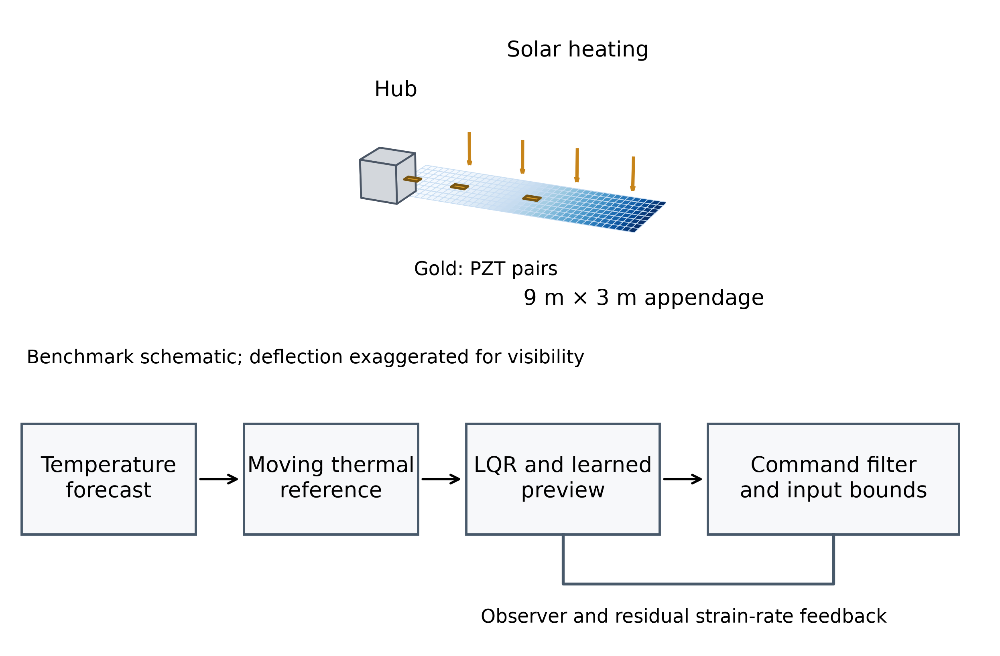 Solar heating
Hub
Gold: PZT pairs
9 m × 3 m appendage
Benchmark schematic; deflection exaggerated for visibility
Temperature
forecast
Moving thermal
reference
LQR and learned
preview
Command filter
and input bounds
Observer and residual strain-rate feedback